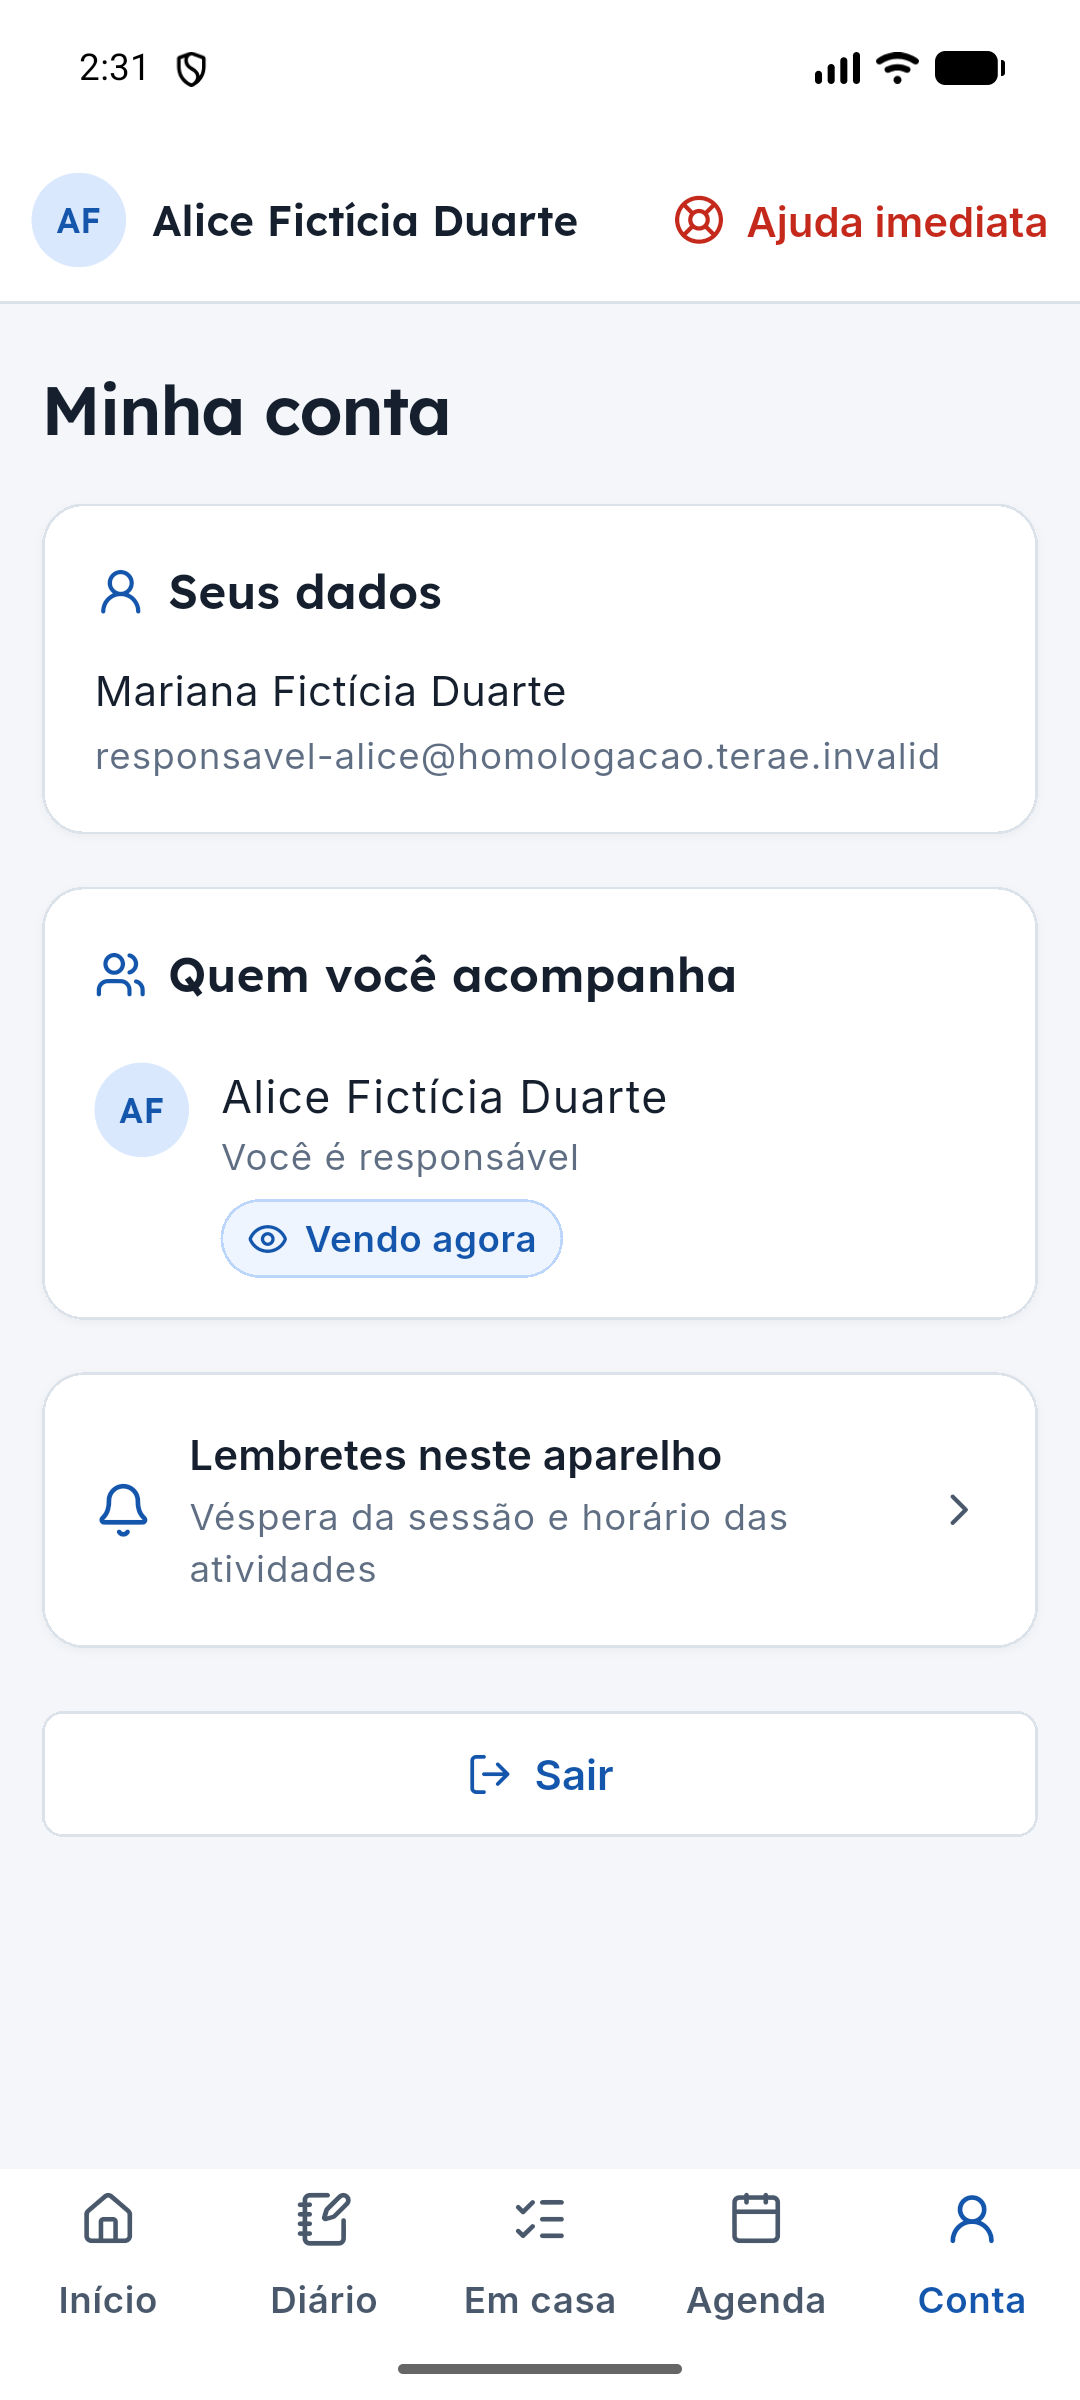 2:31
AF
Alice Fictícia Duarte
Ajuda imediata
Minha conta
Seus dados
Mariana Fictícia Duarte
responsavel-alice@homologacao.terae.invalid
Quem você acompanha
AF
Alice Fictícia Duarte
Você é responsável
Vendo agora
Lembretes neste aparelho
Véspera da sessão e horário das
atividades
Sair
Início
Diário
Em casa
Agenda
Conta